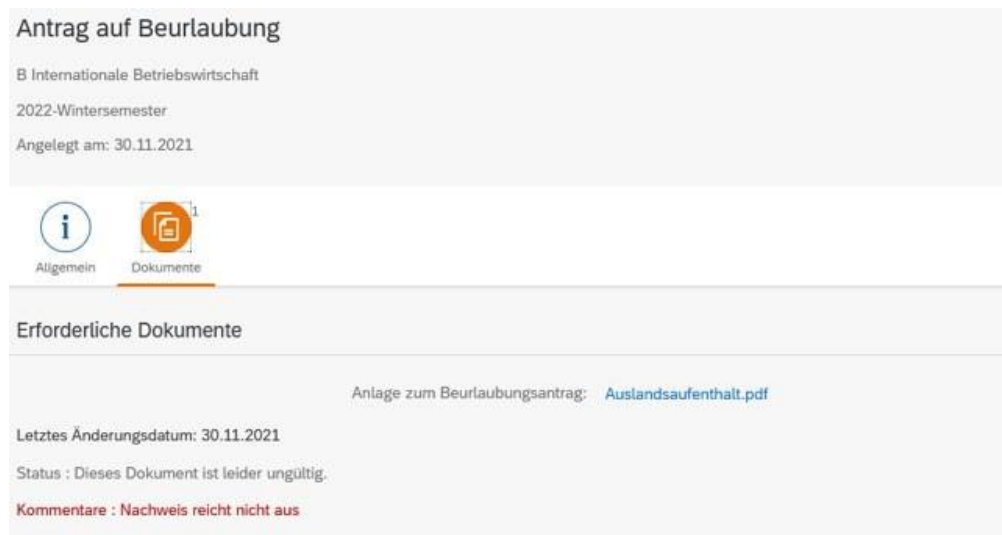 Antrag auf Beurlaubung
B Internationale Betriebswirtschaft
2022-Wintersemester
Angelegt am: 30.11.2021
i
1
Allgemein Dokumente
Erforderliche Dokumente
Anlage zum Beurlaubungsantrag: Auslandsaufenthalt.pdf
Letztes Änderungsdatum: 30.11.2021
Status : Dieses Dokument ist leider ungültig.
Kommentare : Nachweis reicht nicht aus